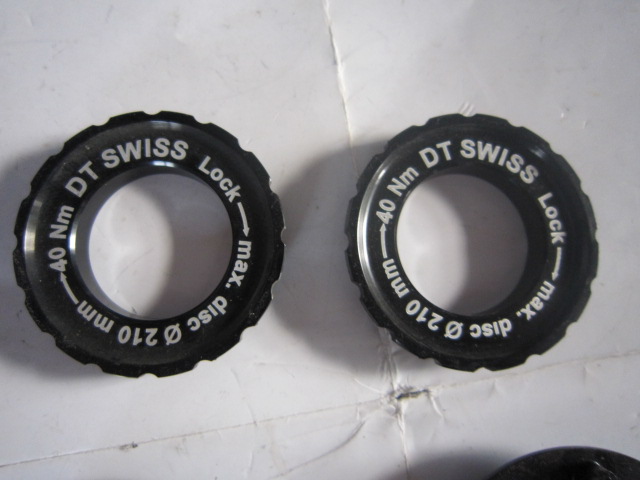 DT SWISS Lock → max. disc Ø 210 mm → 40 Nm
DT SWISS Lock → max. disc Ø 210 mm → 40 Nm